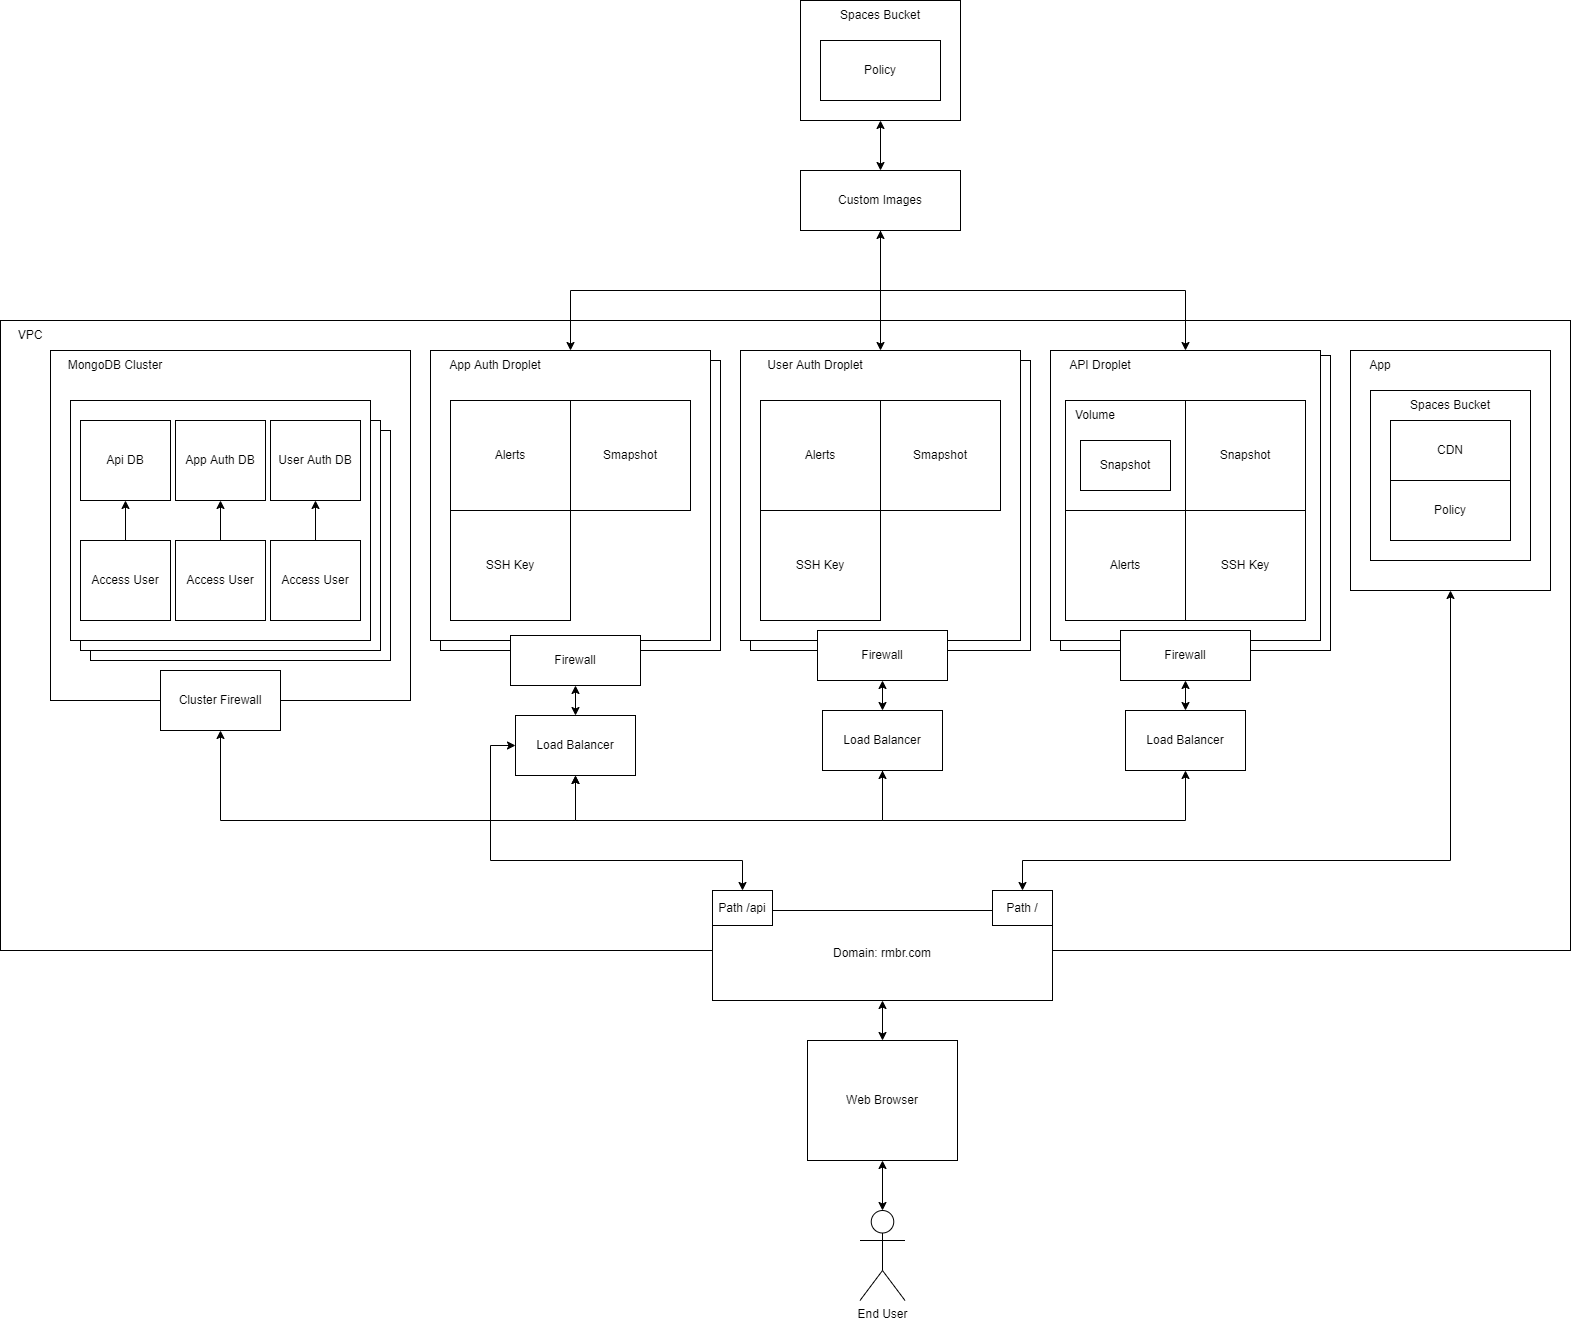 Spaces Bucket
Policy
Custom Images
VPC
MongoDB Cluster
Api DB
App Auth DB
User Auth DB
Access User
Access User
Access User
Cluster Firewall
App Auth Droplet
Alerts
Smapshot
SSH Key
Firewall
Load Balancer
User Auth Droplet
Alerts
Smapshot
SSH Key
Firewall
Load Balancer
API Droplet
Volume
Snapshot
Snapshot
Alerts
SSH Key
Firewall
Load Balancer
App
Spaces Bucket
CDN
Policy
Path /api
Path /
Domain: rmbr.com
Web Browser
End User